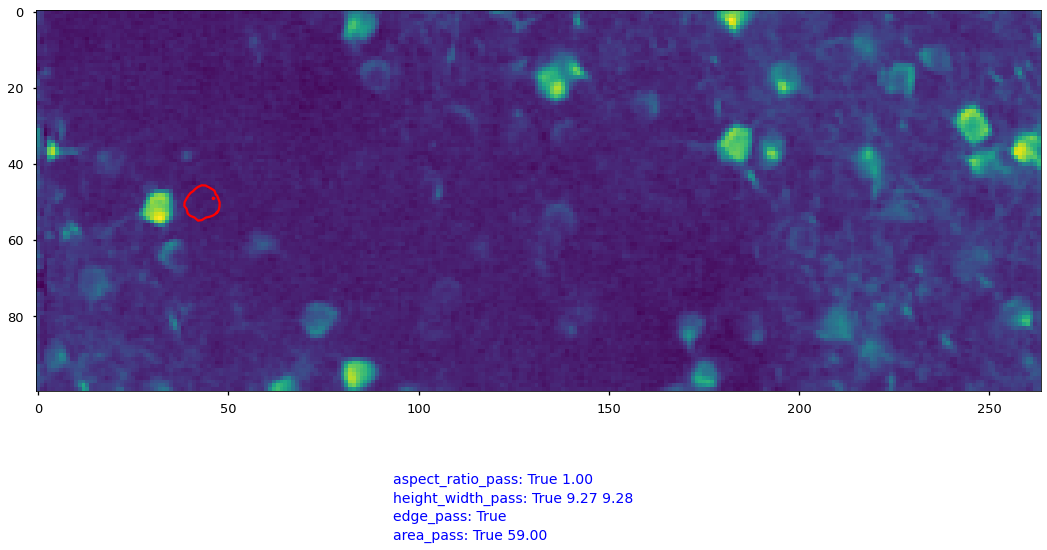 0
20
40
60
80
0
50
100
150
200
250
aspect_ratio_pass: True 1.00
height_width_pass: True 9.27 9.28
edge_pass: True
area_pass: True 59.00